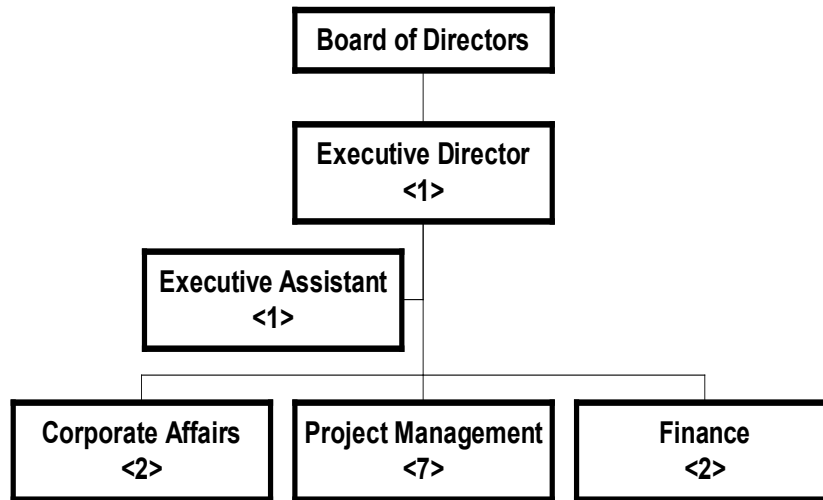 Board of Directors
Executive Director
<1>
Executive Assistant
<1>
Corporate Affairs
<2>
Project Management
<7>
Finance
<2>